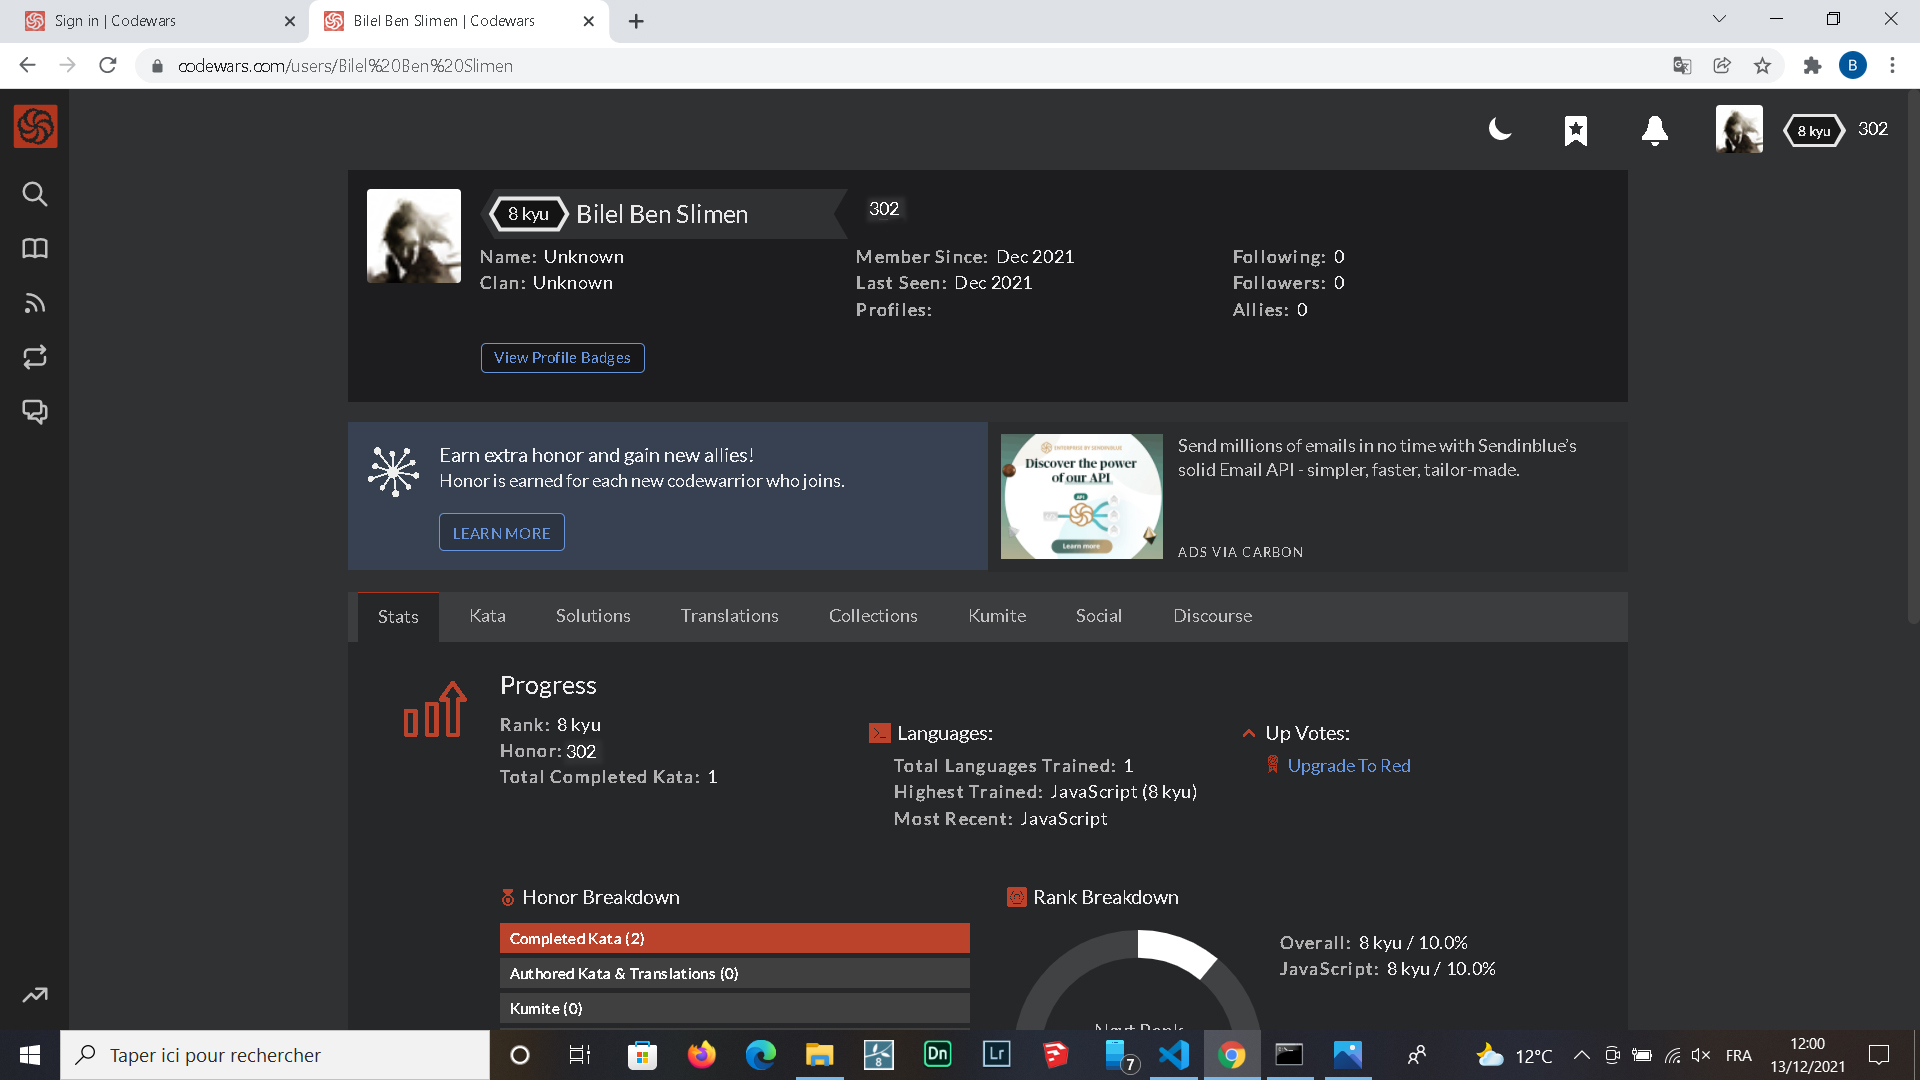 Sign in | Codewars
Bilel Ben Slimen | Codewars
codewars.com/users/Bilel%20Ben%20Slimen
B
8 kyu 302
8 kyu Bilel Ben Slimen 302
Name: Unknown
Clan: Unknown
Member Since: Dec 2021
Last Seen: Dec 2021
Profiles:
Following: 0
Followers: 0
Allies: 0
View Profile Badges
Earn extra honor and gain new allies!
Honor is earned for each new codewarrior who joins.
LEARN MORE
ENTERPRISE BY SENDINBLUE
Discover the power
of our API
API
Learn more
Send millions of emails in no time with Sendinblue’s
solid Email API - simpler, faster, tailor-made.
ADS VIA CARBON
Stats Kata Solutions Translations Collections Kumite Social Discourse
Progress
Rank: 8 kyu
Honor: 302
Total Completed Kata: 1
Languages:
Total Languages Trained: 1
Highest Trained: JavaScript (8 kyu)
Most Recent: JavaScript
Up Votes:
Upgrade To Red
Honor Breakdown
Completed Kata (2)
Authored Kata & Translations (0)
Kumite (0)
Rank Breakdown
Overall: 8 kyu / 10.0%
JavaScript: 8 kyu / 10.0%
Next Rank
Taper ici pour rechercher
8
Dn
Lr
7
12°C
FRA
12:00
13/12/2021